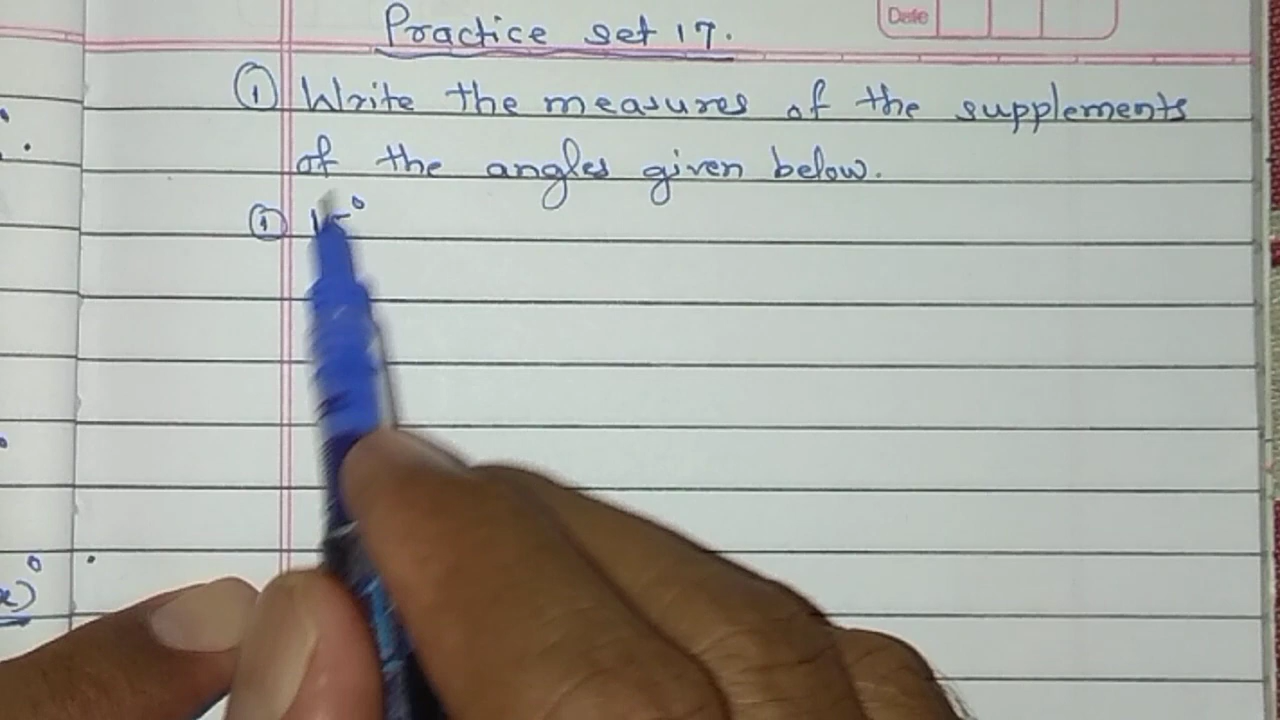 Practice set 17.
Date
① Write the measures of the supplements
of the angles given below.
①
x)°